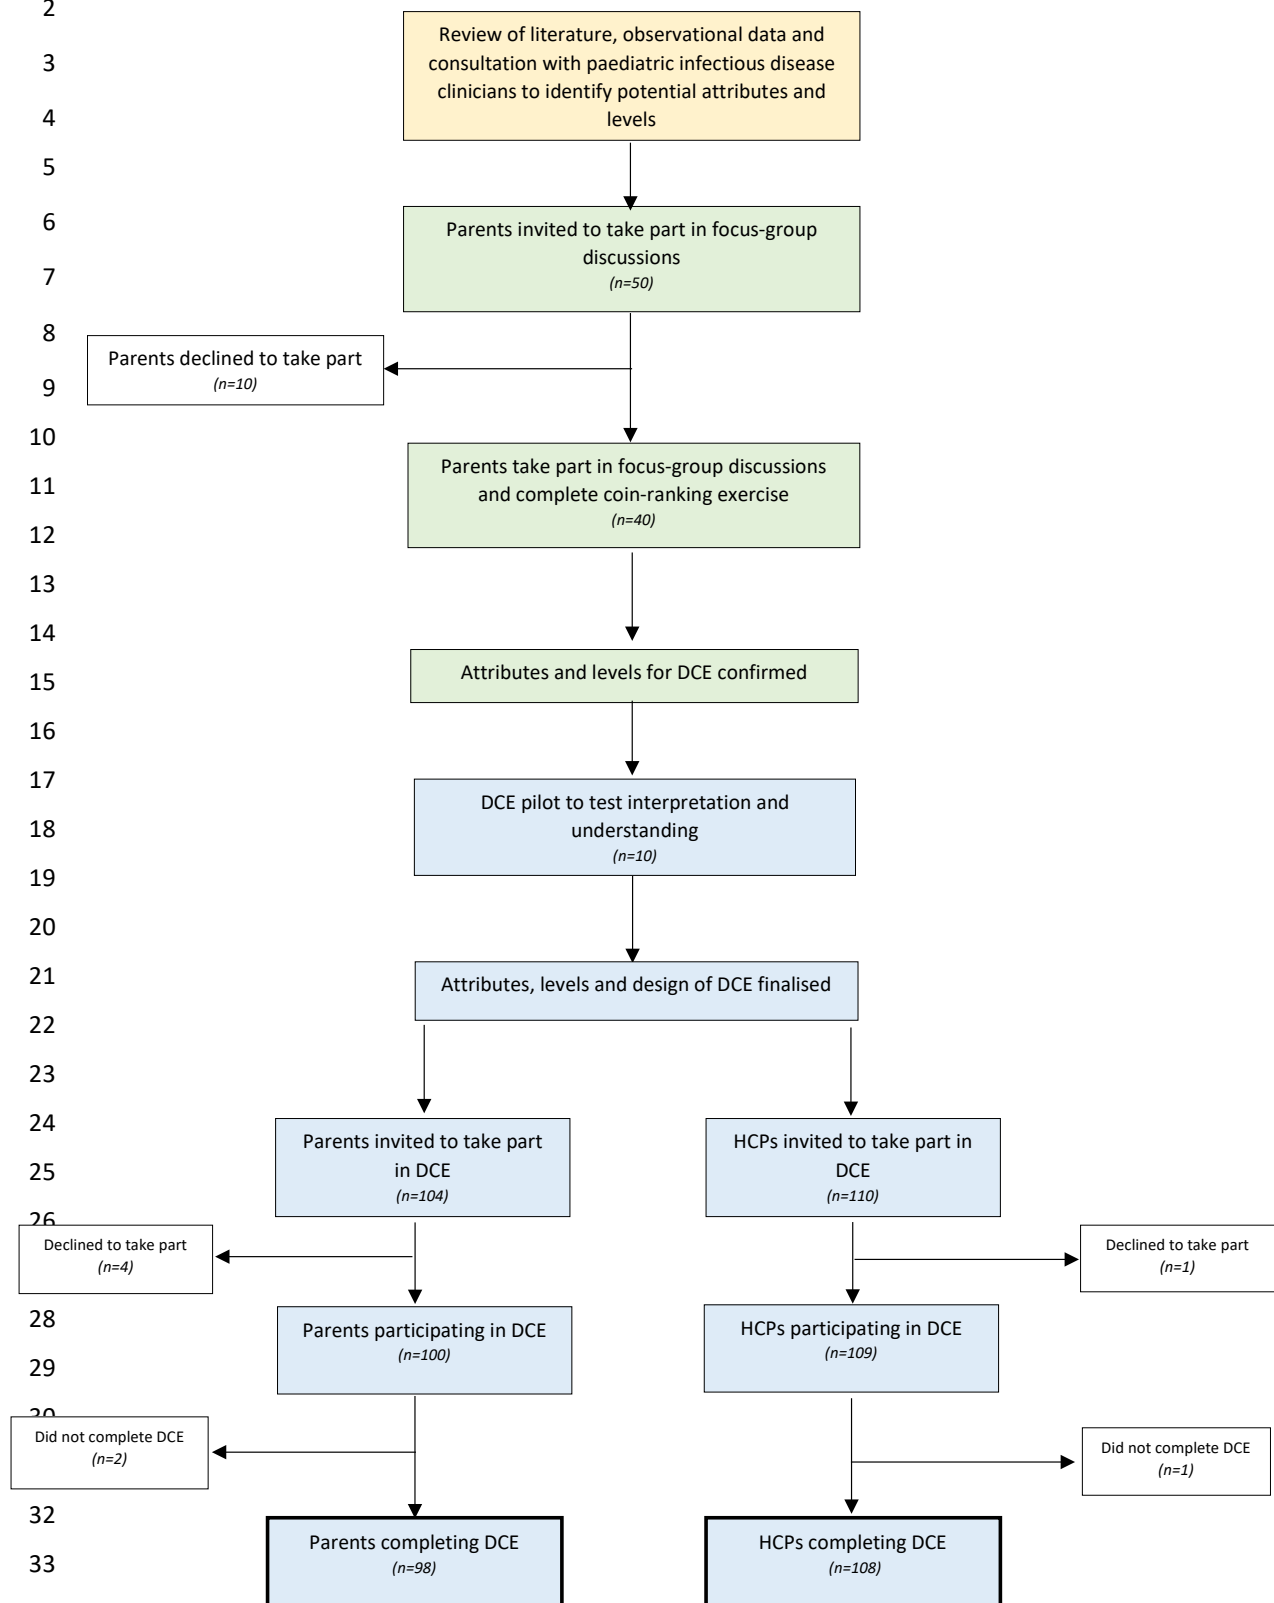 2
Review of literature, observational data and
3
consultation with paediatric infectious disease
clinicians to identify potential attributes and
4
levels
5
6
Parents invited to take part in focus-group
discussions
7
(n=50)
8
Parents declined to take part
9
(n=10)
10
Parents take part in focus-group discussions
11
and complete coin-ranking exercise
(n=40)
12
13
14
15
Attributes and levels for DCE confirmed
16
17
DCE pilot to test interpretation and
18
understanding
(n=10)
19
20
21
Attributes, levels and design of DCE finalised
22
23
24
Parents invited to take part
in DCE
(n=104)
HCPs invited to take part in
DCE
(n=110)
25
26
Declined to take part
(n=4)
Declined to take part
(n=1)
28
Parents participating in DCE
(n=100)
HCPs participating in DCE
(n=109)
29
30
Did not complete DCE
(n=2)
Did not complete DCE
(n=1)
32
Parents completing DCE
(n=98)
HCPs completing DCE
(n=108)
33